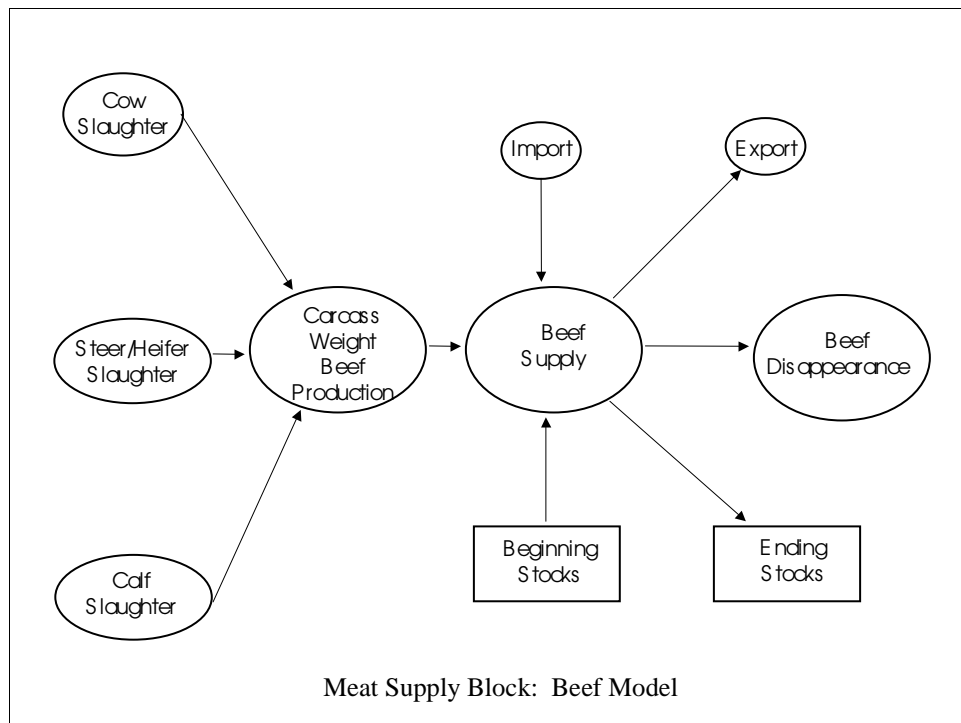 Cow
Slaughter
Import
Export
Steer/Heifer
Slaughter
Carcass
Weight
Beef
Production
Beef
Supply
Beef
Disappearance
Calf
Slaughter
Beginning
Stocks
Ending
Stocks
Meat Supply Block: Beef Model